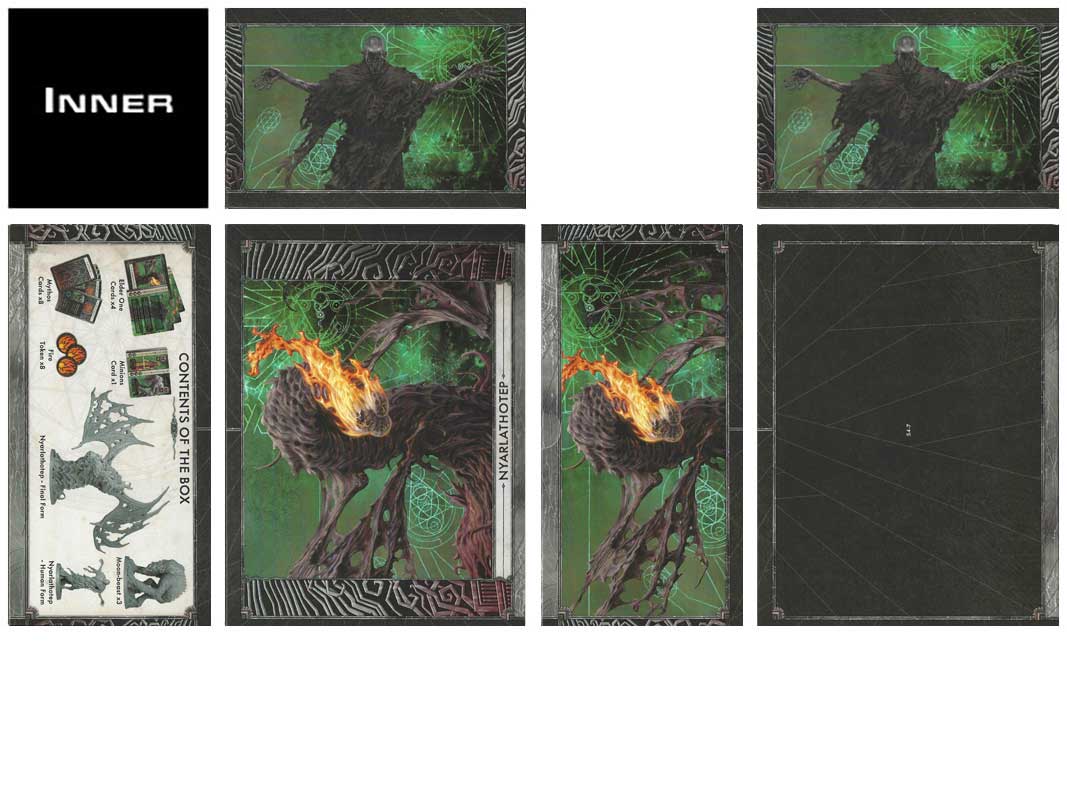 INNER
CONTENTS OF THE BOX
Elder One
Cards x4
Minions
Card x1
Mythos
Cards x8
Fire
Token x8
Nyarlathotep - Final Form
Moon-beast x3
Nyarlathotep
- Human Form
NYARLATHOTEP